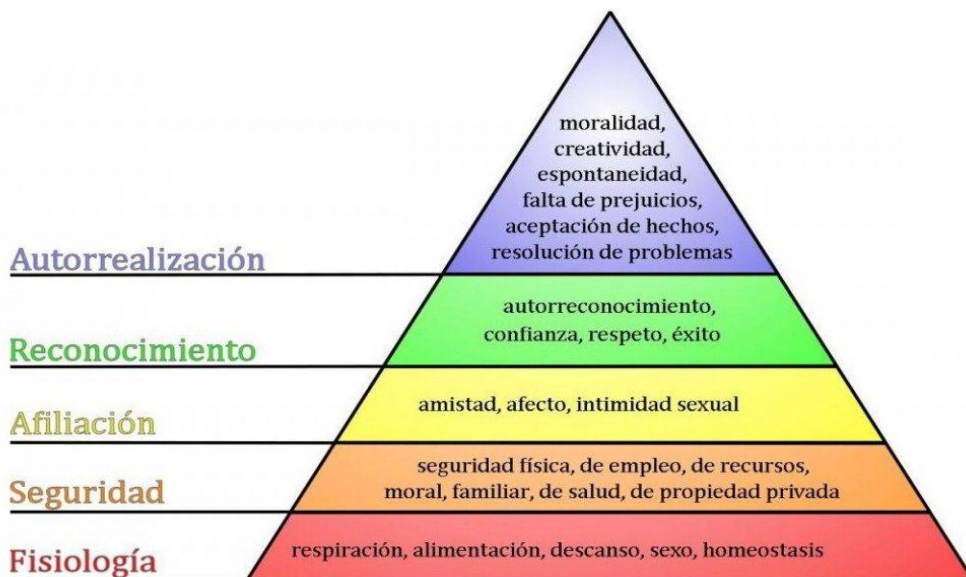 moralidad,
creatividad,
espontaneidad,
falta de prejuicios,
aceptación de hechos,
resolución de problemas
Autorrealización
autorreconocimiento,
confianza, respeto, éxito
Reconocimiento
amistad, afecto, intimidad sexual
Afiliación
seguridad física, de empleo, de recursos,
moral, familiar, de salud, de propiedad privada
Seguridad
respiración, alimentación, descanso, sexo, homeostasis
Fisiología